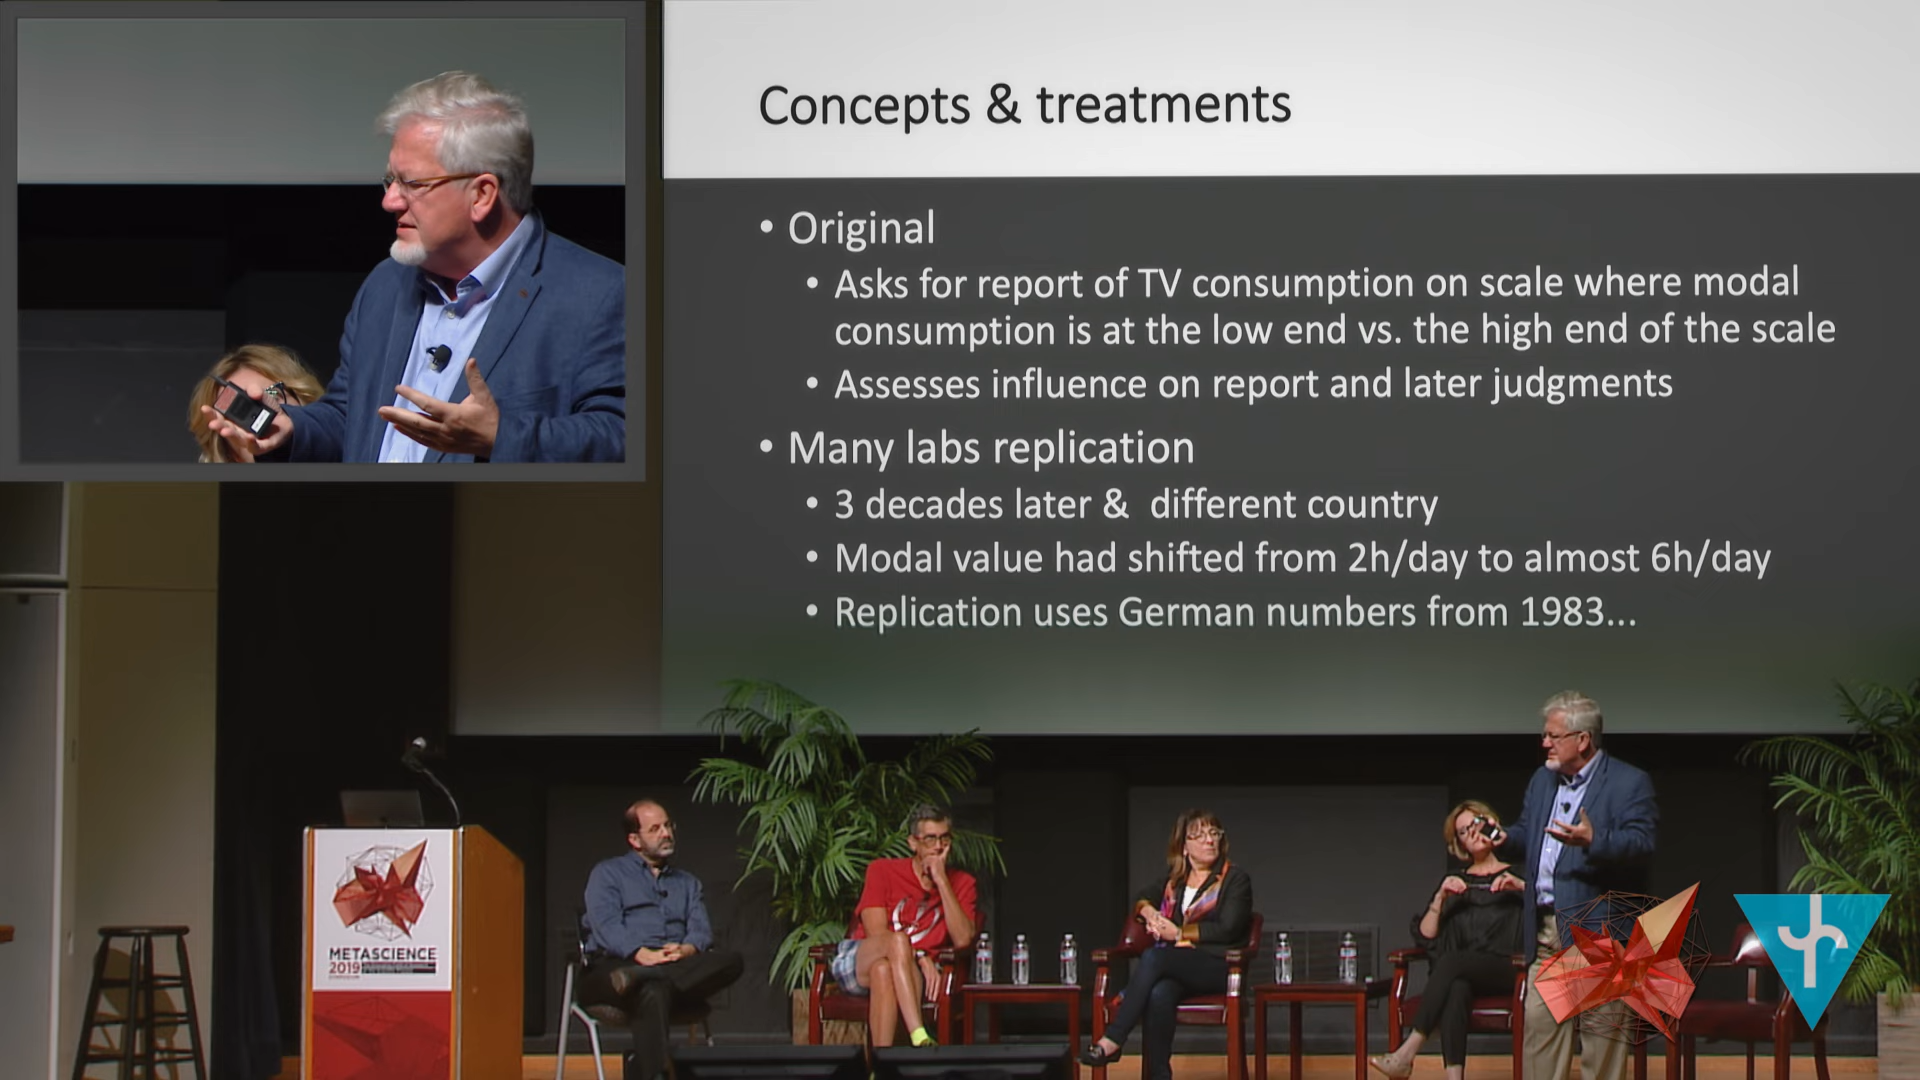 Concepts & treatments
• Original
• Asks for report of TV consumption on scale where modal
consumption is at the low end vs. the high end of the scale
• Assesses influence on report and later judgments
• Many labs replication
• 3 decades later & different country
• Modal value had shifted from 2h/day to almost 6h/day
• Replication uses German numbers from 1983...
METASCIENCE
2019
SYMPOSIUM